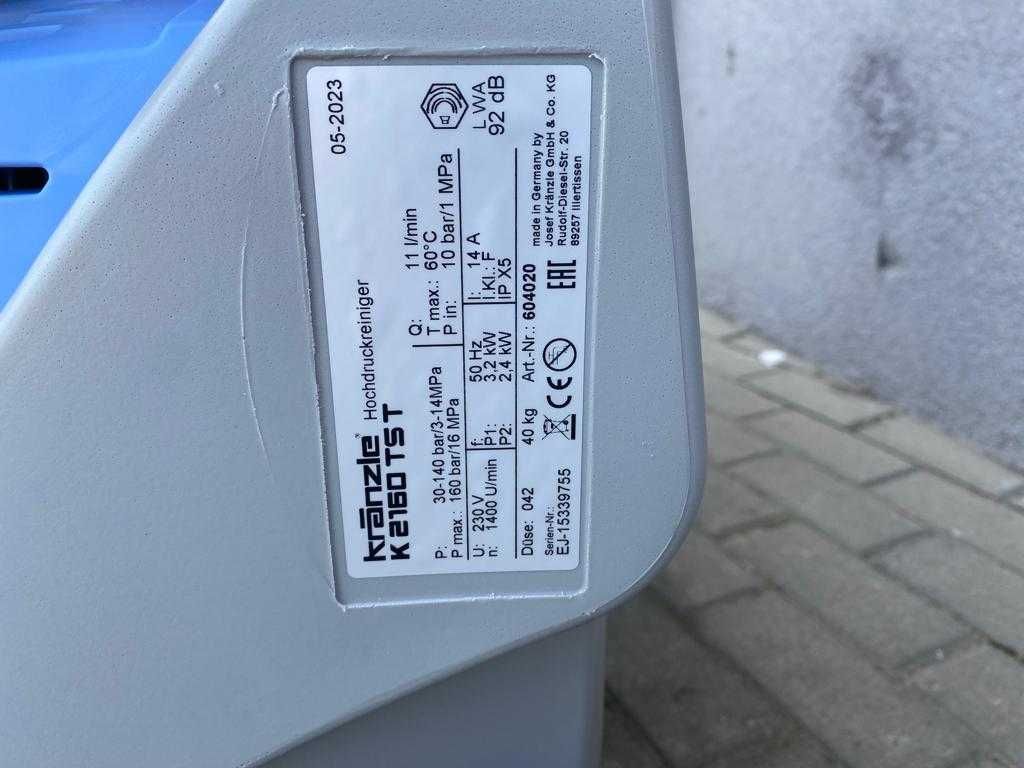 05-2023
kränzle Hochdruckreiniger
K 2160 TS T
P: 30-140 bar/3-14MPa Q: 11 l/min
P max.: 160 bar/16 MPa T max.: 60°C
P in: 10 bar/1 MPa
LWA
92 dB
U: 230 V f: 50 Hz I: 14 A
n: 1400 U/min P1: 3,2 kW I.Kl.: F
P2: 2,4 kW IP X5
Düse: 042 40 kg Art.-Nr.: 604020
made in Germany by
Josef Kränzle GmbH & Co. KG
Rudolf-Diesel-Str. 20
89257 Illertissen
Serien-Nr.:
EJ-15339755
CE EAC